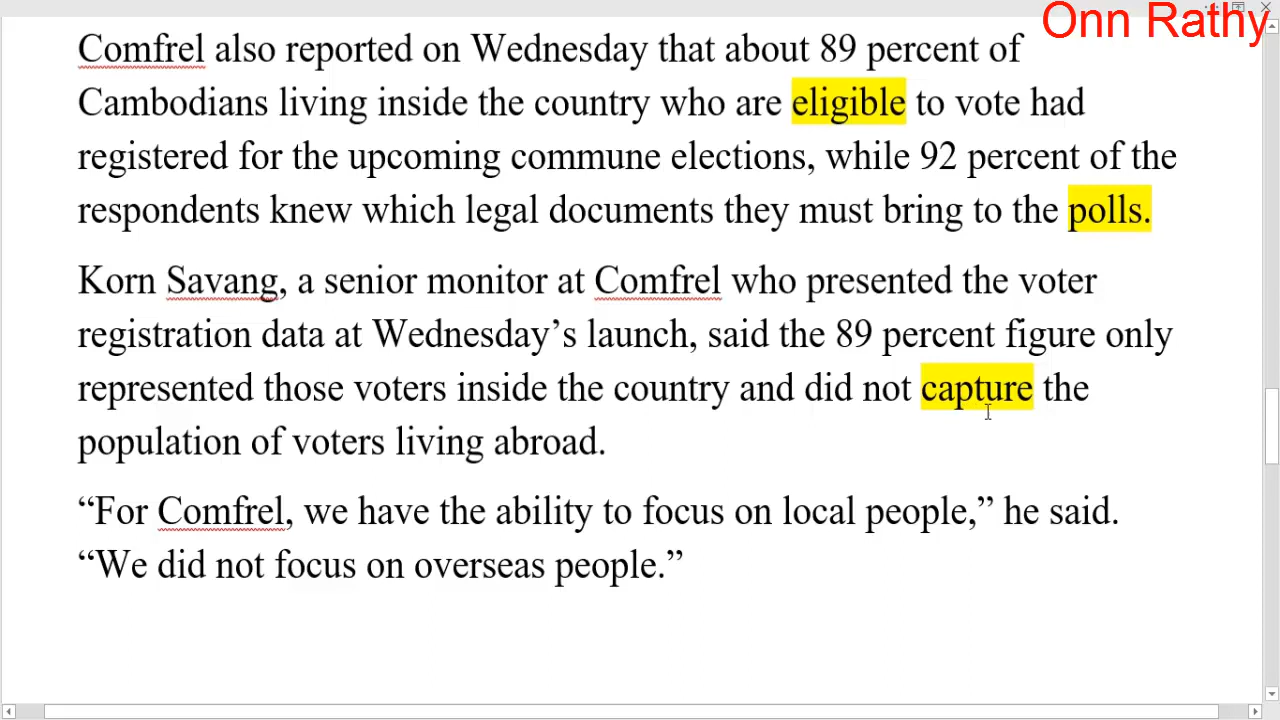 Onn Rathy
Comfrel also reported on Wednesday that about 89 percent of
Cambodians living inside the country who are eligible to vote had
registered for the upcoming commune elections, while 92 percent of the
respondents knew which legal documents they must bring to the polls.
Korn Savang, a senior monitor at Comfrel who presented the voter
registration data at Wednesday’s launch, said the 89 percent figure only
represented those voters inside the country and did not capture the
population of voters living abroad.
“For Comfrel, we have the ability to focus on local people,” he said.
“We did not focus on overseas people.”